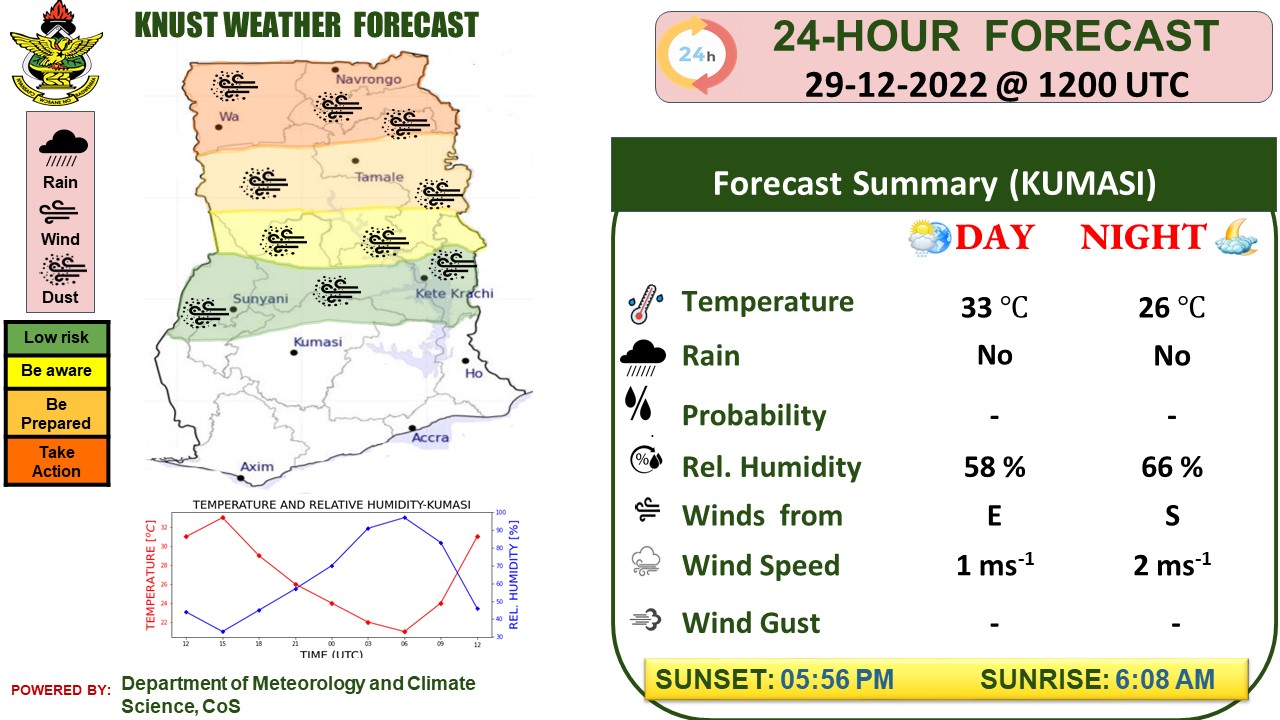 KNUST WEATHER FORECAST
Rain
Wind
Dust
Low risk
Be aware
Be
Prepared
Take
Action
Navrongo
Wa
Tamale
Sunyani
Kete Krachi
Kumasi
Ho
Accra
Axim
TEMPERATURE AND RELATIVE HUMIDITY-KUMASI
TEMPERATURE [°C]
32
30
28
26
24
22
100
90
80
70
60
50
40
30
REL. HUMIDITY [%]
12 15 18 21 00 03 06 09 12
TIME (UTC)
POWERED BY: Department of Meteorology and Climate
Science, CoS
24h
24-HOUR FORECAST
29-12-2022 @ 1200 UTC
Forecast Summary (KUMASI)
DAY NIGHT
Temperature 33 °C 26 °C
Rain No No
Probability - -
% Rel. Humidity 58 % 66 %
Winds from E S
Wind Speed 1 ms-1 2 ms-1
Wind Gust - -
SUNSET: 05:56 PM SUNRISE: 6:08 AM